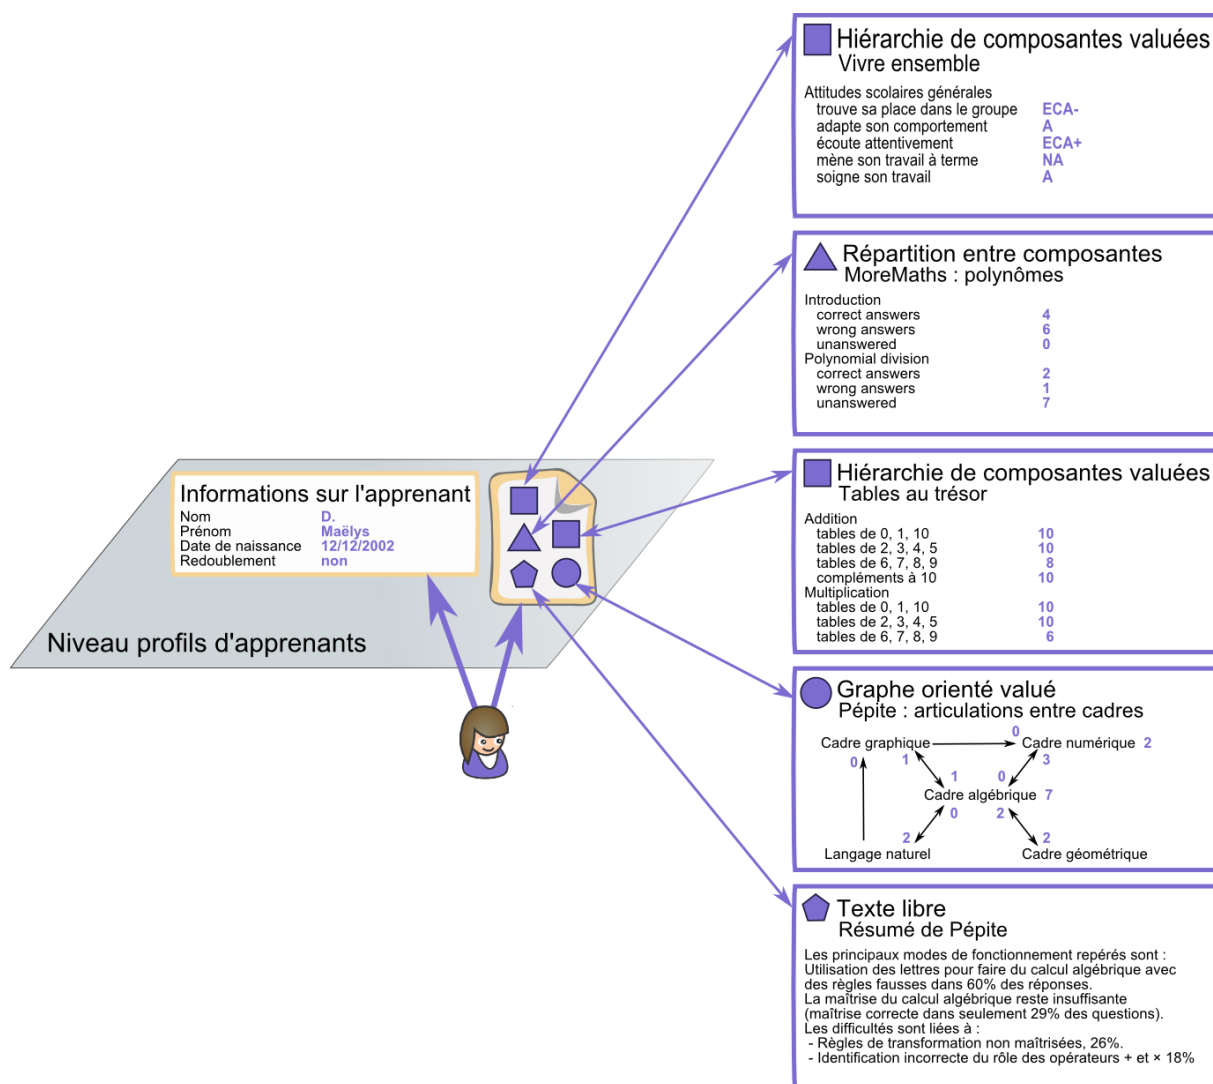 Hiérarchie de composantes valuées
Vivre ensemble
Attitudes scolaires générales
trouve sa place dans le groupe ECA-
adapte son comportement A
écoute attentivement ECA+
mène son travail à terme NA
soigne son travail A
Répartition entre composantes
MoreMaths : polynômes
Introduction
correct answers 4
wrong answers 6
unanswered 0
Polynomial division
correct answers 2
wrong answers 1
unanswered 7
Informations sur l'apprenant
Nom D.
Prénom Maëlys
Date de naissance 12/12/2002
Redoublement non
Niveau profils d'apprenants
Hiérarchie de composantes valuées
Tables au trésor
Addition
tables de 0, 1, 10 10
tables de 2, 3, 4, 5 10
tables de 6, 7, 8, 9 8
compléments à 10 10
Multiplication
tables de 0, 1, 10 10
tables de 2, 3, 4, 5 10
tables de 6, 7, 8, 9 6
Graphe orienté valué
Pépite : articulations entre cadres
0
Cadre graphique Cadre numérique 2
0 1 3
1 0
Cadre algébrique 7
0 2
2 2
Langage naturel Cadre géométrique
Texte libre
Résumé de Pépite
Les principaux modes de fonctionnement repérés sont :
Utilisation des lettres pour faire du calcul algébrique avec
des règles fausses dans 60% des réponses.
La maîtrise du calcul algébrique reste insuffisante
(maîtrise correcte dans seulement 29% des questions).
Les difficultés sont liées à :
- Règles de transformation non maîtrisées, 26%.
- Identification incorrecte du rôle des opérateurs + et × 18%